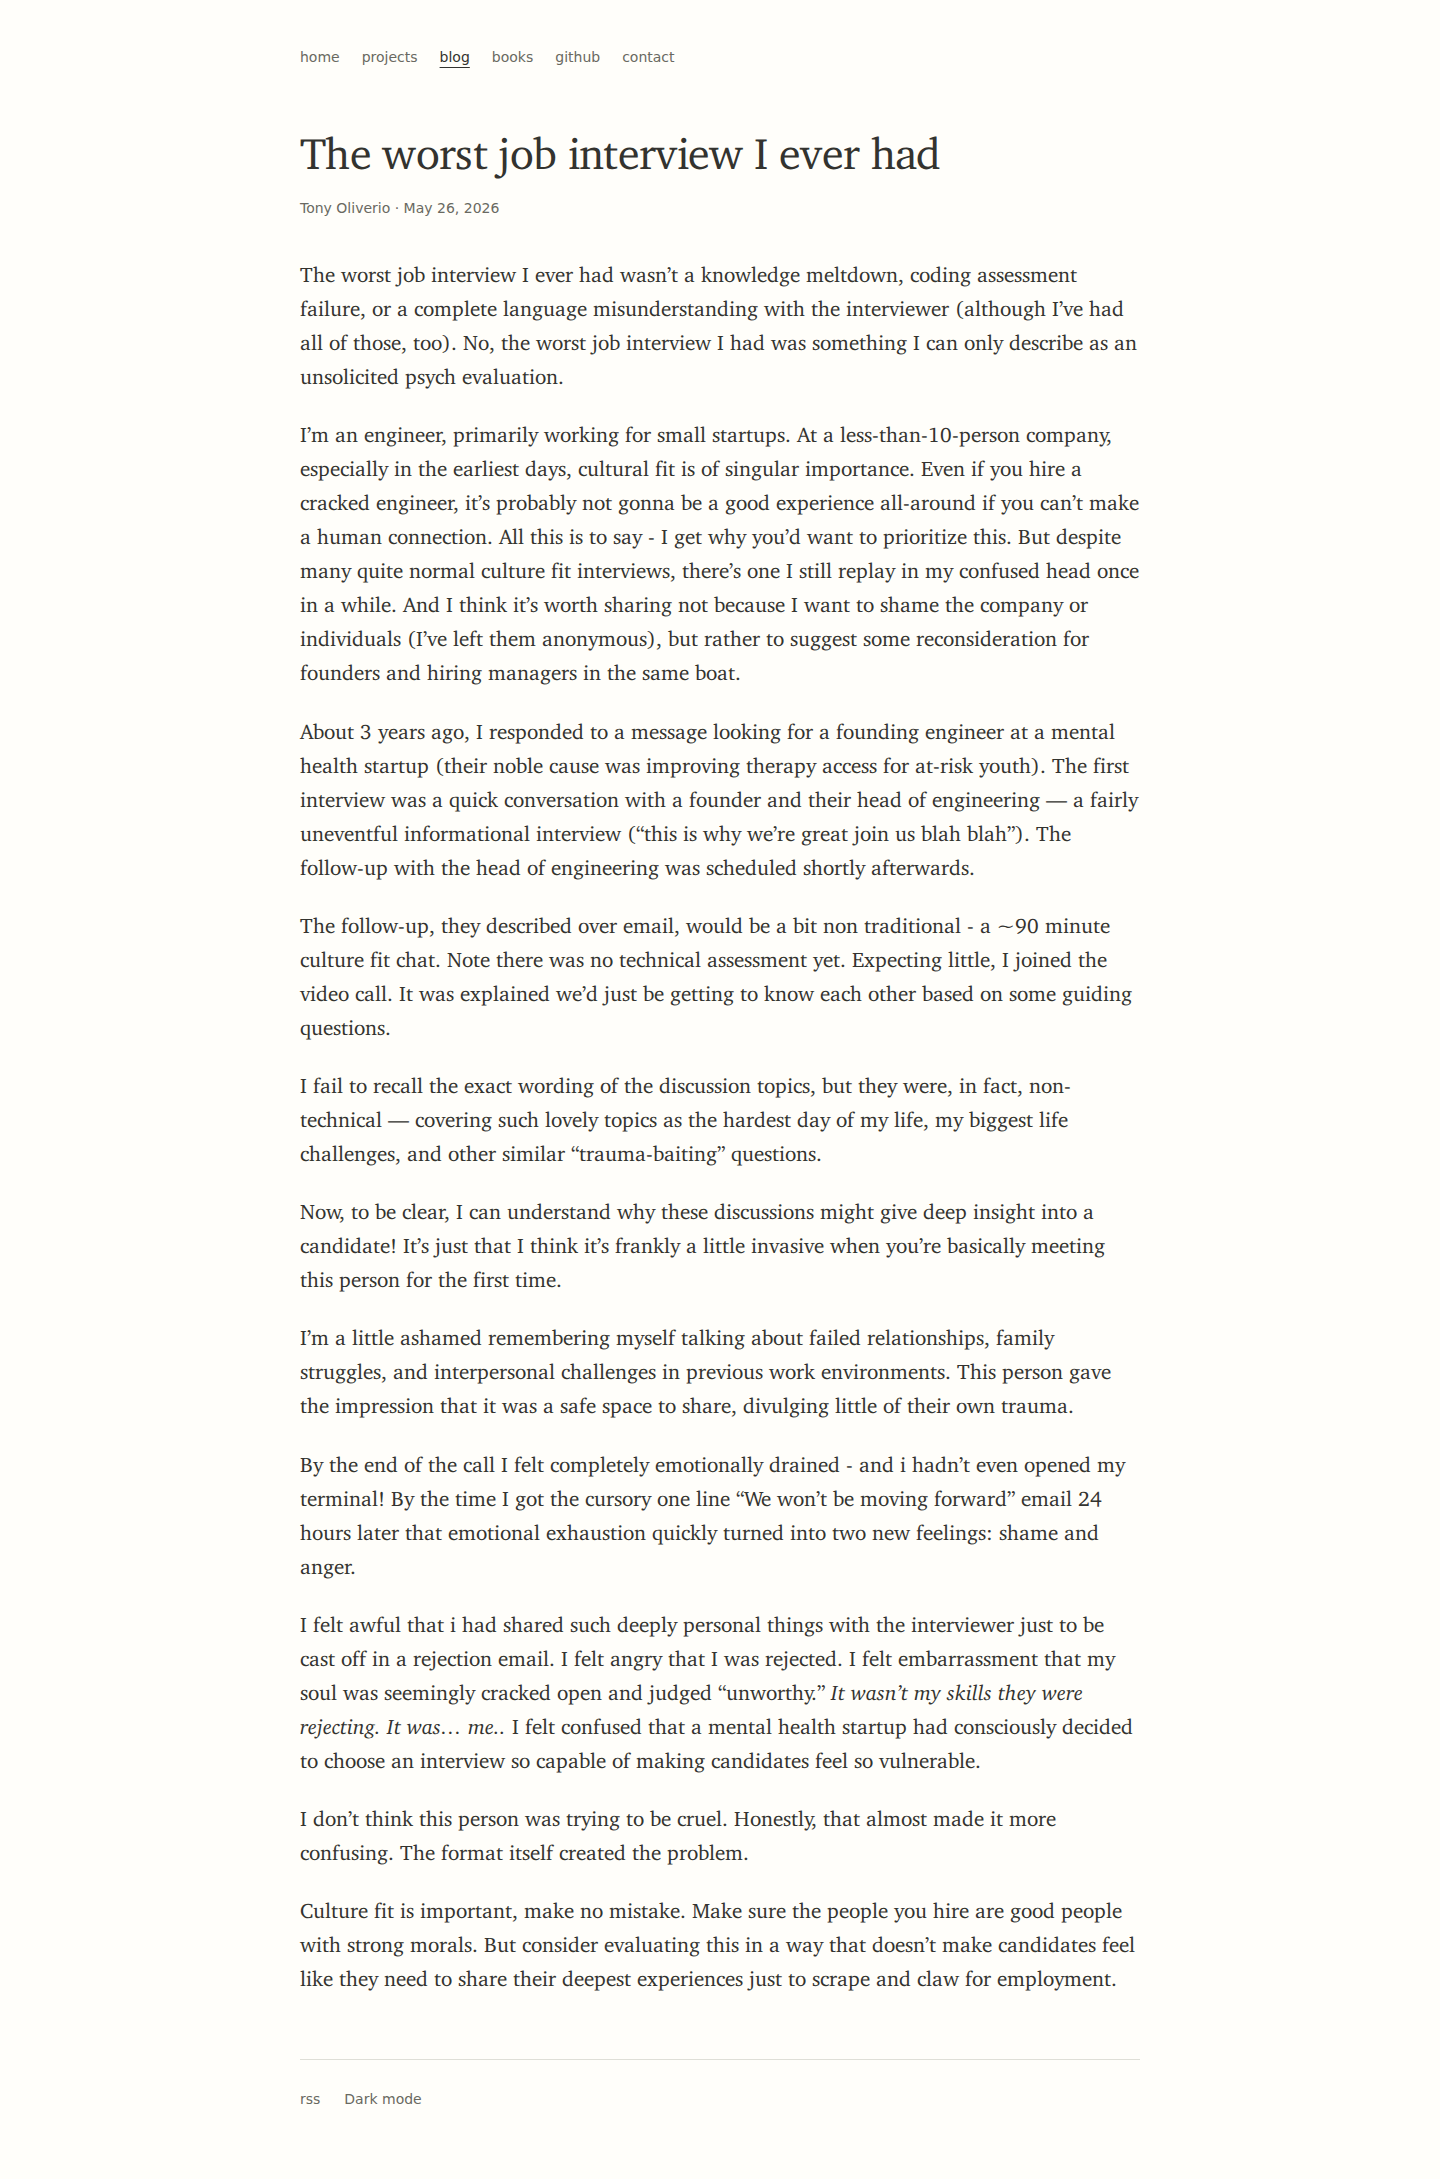 home projects blog books github contact
The worst job interview I ever had
Tony Oliverio · May 26, 2026
The worst job interview I ever had wasn’t a knowledge meltdown, coding assessment
failure, or a complete language misunderstanding with the interviewer (although I’ve had
all of those, too). No, the worst job interview I had was something I can only describe as an
unsolicited psych evaluation.
I’m an engineer, primarily working for small startups. At a less-than-10-person company,
especially in the earliest days, cultural fit is of singular importance. Even if you hire a
cracked engineer, it’s probably not gonna be a good experience all-around if you can’t make
a human connection. All this is to say - I get why you’d want to prioritize this. But despite
many quite normal culture fit interviews, there’s one I still replay in my confused head once
in a while. And I think it’s worth sharing not because I want to shame the company or
individuals (I’ve left them anonymous), but rather to suggest some reconsideration for
founders and hiring managers in the same boat.
About 3 years ago, I responded to a message looking for a founding engineer at a mental
health startup (their noble cause was improving therapy access for at-risk youth). The first
interview was a quick conversation with a founder and their head of engineering — a fairly
uneventful informational interview (“this is why we’re great join us blah blah”). The
follow-up with the head of engineering was scheduled shortly afterwards.
The follow-up, they described over email, would be a bit non traditional - a ~90 minute
culture fit chat. Note there was no technical assessment yet. Expecting little, I joined the
video call. It was explained we’d just be getting to know each other based on some guiding
questions.
I fail to recall the exact wording of the discussion topics, but they were, in fact, non-
technical — covering such lovely topics as the hardest day of my life, my biggest life
challenges, and other similar “trauma-baiting” questions.
Now, to be clear, I can understand why these discussions might give deep insight into a
candidate! It’s just that I think it’s frankly a little invasive when you’re basically meeting
this person for the first time.
I’m a little ashamed remembering myself talking about failed relationships, family
struggles, and interpersonal challenges in previous work environments. This person gave
the impression that it was a safe space to share, divulging little of their own trauma.
By the end of the call I felt completely emotionally drained - and i hadn’t even opened my
terminal! By the time I got the cursory one line “We won’t be moving forward” email 24
hours later that emotional exhaustion quickly turned into two new feelings: shame and
anger.
I felt awful that i had shared such deeply personal things with the interviewer just to be
cast off in a rejection email. I felt angry that I was rejected. I felt embarrassment that my
soul was seemingly cracked open and judged “unworthy.” It wasn’t my skills they were
rejecting. It was… me.. I felt confused that a mental health startup had consciously decided
to choose an interview so capable of making candidates feel so vulnerable.
I don’t think this person was trying to be cruel. Honestly, that almost made it more
confusing. The format itself created the problem.
Culture fit is important, make no mistake. Make sure the people you hire are good people
with strong morals. But consider evaluating this in a way that doesn’t make candidates feel
like they need to share their deepest experiences just to scrape and claw for employment.
rss Dark mode